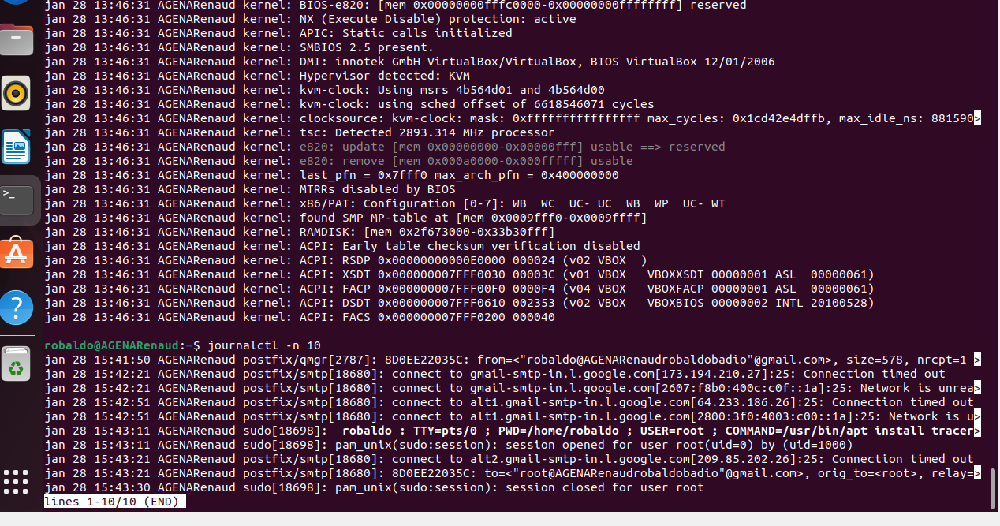 jan 28 13:46:31 AGENARenaud kernel: BIOS-e820: [mem 0x00000000fffc0000-0x00000000ffffffff] reserved
jan 28 13:46:31 AGENARenaud kernel: NX (Execute Disable) protection: active
jan 28 13:46:31 AGENARenaud kernel: APIC: Static calls initialized
jan 28 13:46:31 AGENARenaud kernel: SMBIOS 2.5 present.
jan 28 13:46:31 AGENARenaud kernel: DMI: innotek GmbH VirtualBox/VirtualBox, BIOS VirtualBox 12/01/2006
jan 28 13:46:31 AGENARenaud kernel: Hypervisor detected: KVM
jan 28 13:46:31 AGENARenaud kernel: kvm-clock: Using msrs 4b564d01 and 4b564d00
jan 28 13:46:31 AGENARenaud kernel: kvm-clock: using sched offset of 6618546071 cycles
jan 28 13:46:31 AGENARenaud kernel: clocksource: kvm-clock: mask: 0xffffffffffffffff max_cycles: 0x1cd42e4dffb, max_idle_ns: 881590>
jan 28 13:46:31 AGENARenaud kernel: tsc: Detected 2893.314 MHz processor
jan 28 13:46:31 AGENARenaud kernel: e820: update [mem 0x00000000-0x00000fff] usable ==> reserved
jan 28 13:46:31 AGENARenaud kernel: e820: remove [mem 0x000a0000-0x000fffff] usable
jan 28 13:46:31 AGENARenaud kernel: last_pfn = 0x7fff0 max_arch_pfn = 0x400000000
jan 28 13:46:31 AGENARenaud kernel: MTRRs disabled by BIOS
jan 28 13:46:31 AGENARenaud kernel: x86/PAT: Configuration [0-7]: WB  WC  UC- UC  WB  WP  UC- WT
jan 28 13:46:31 AGENARenaud kernel: found SMP MP-table at [mem 0x0009fff0-0x0009ffff]
jan 28 13:46:31 AGENARenaud kernel: RAMDISK: [mem 0x2f673000-0x33b30fff]
jan 28 13:46:31 AGENARenaud kernel: ACPI: Early table checksum verification disabled
jan 28 13:46:31 AGENARenaud kernel: ACPI: RSDP 0x00000000000E0000 000024 (v02 VBOX  )
jan 28 13:46:31 AGENARenaud kernel: ACPI: XSDT 0x000000007FFF0030 00003C (v01 VBOX   VBOXXSDT 00000001 ASL  00000061)
jan 28 13:46:31 AGENARenaud kernel: ACPI: FACP 0x000000007FFF00F0 0000F4 (v04 VBOX   VBOXFACP 00000001 ASL  00000061)
jan 28 13:46:31 AGENARenaud kernel: ACPI: DSDT 0x000000007FFF0610 002353 (v02 VBOX   VBOXBIOS 00000002 INTL 20100528)
jan 28 13:46:31 AGENARenaud kernel: ACPI: FACS 0x000000007FFF0200 000040
robaldo@AGENARenaud:~$ journalctl -n 10
jan 28 15:41:50 AGENARenaud postfix/qmgr[2787]: 8D0EE22035C: from=<"robaldo@AGENARenaudrobaldobadio"@gmail.com>, size=578, nrcpt=1 >
jan 28 15:42:21 AGENARenaud postfix/smtp[18680]: connect to gmail-smtp-in.l.google.com[173.194.210.27]:25: Connection timed out
jan 28 15:42:21 AGENARenaud postfix/smtp[18680]: connect to gmail-smtp-in.l.google.com[2607:f8b0:400c:c0f::1a]:25: Network is unrea>
jan 28 15:42:51 AGENARenaud postfix/smtp[18680]: connect to alt1.gmail-smtp-in.l.google.com[64.233.186.26]:25: Connection timed out
jan 28 15:42:51 AGENARenaud postfix/smtp[18680]: connect to alt1.gmail-smtp-in.l.google.com[2800:3f0:4003:c00::1a]:25: Network is u>
jan 28 15:43:11 AGENARenaud sudo[18698]:  robaldo : TTY=pts/0 ; PWD=/home/robaldo ; USER=root ; COMMAND=/usr/bin/apt install tracer>
jan 28 15:43:11 AGENARenaud sudo[18698]: pam_unix(sudo:session): session opened for user root(uid=0) by (uid=1000)
jan 28 15:43:21 AGENARenaud postfix/smtp[18680]: connect to alt2.gmail-smtp-in.l.google.com[209.85.202.26]:25: Connection timed out
jan 28 15:43:21 AGENARenaud postfix/smtp[18680]: 8D0EE22035C: to=<"root@AGENARenaudrobaldobadio"@gmail.com>, orig_to=<root>, relay=>
jan 28 15:43:30 AGENARenaud sudo[18698]: pam_unix(sudo:session): session closed for user root
lines 1-10/10 (END)